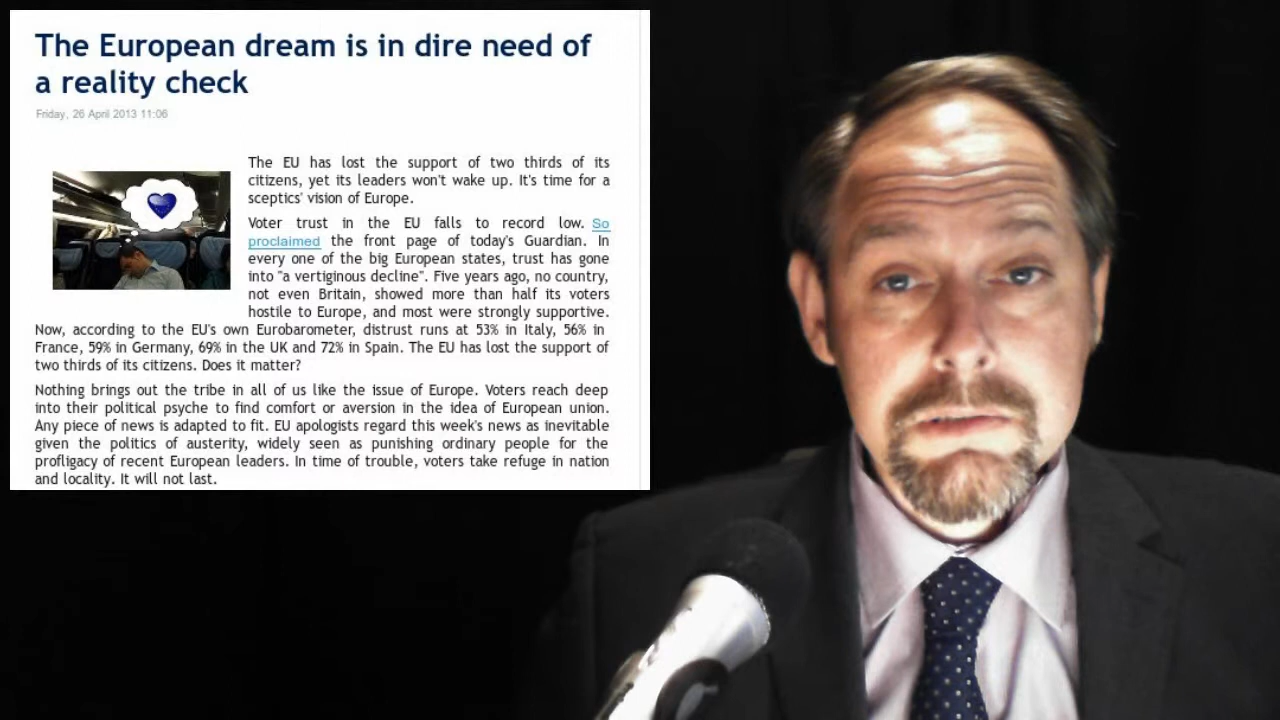 The European dream is in dire need of
a reality check
Friday, 26 April 2013 11:06
The EU has lost the support of two thirds of its
citizens, yet its leaders won't wake up. It's time for a
sceptics' vision of Europe.
Voter trust in the EU falls to record low. So
proclaimed the front page of today's Guardian. In
every one of the big European states, trust has gone
into "a vertiginous decline". Five years ago, no country,
not even Britain, showed more than half its voters
hostile to Europe, and most were strongly supportive.
Now, according to the EU's own Eurobarometer, distrust runs at 53% in Italy, 56% in
France, 59% in Germany, 69% in the UK and 72% in Spain. The EU has lost the support of
two thirds of its citizens. Does it matter?
Nothing brings out the tribe in all of us like the issue of Europe. Voters reach deep
into their political psyche to find comfort or aversion in the idea of European union.
Any piece of news is adapted to fit. EU apologists regard this week's news as inevitable
given the politics of austerity, widely seen as punishing ordinary people for the
profligacy of recent European leaders. In time of trouble, voters take refuge in nation
and locality. It will not last.